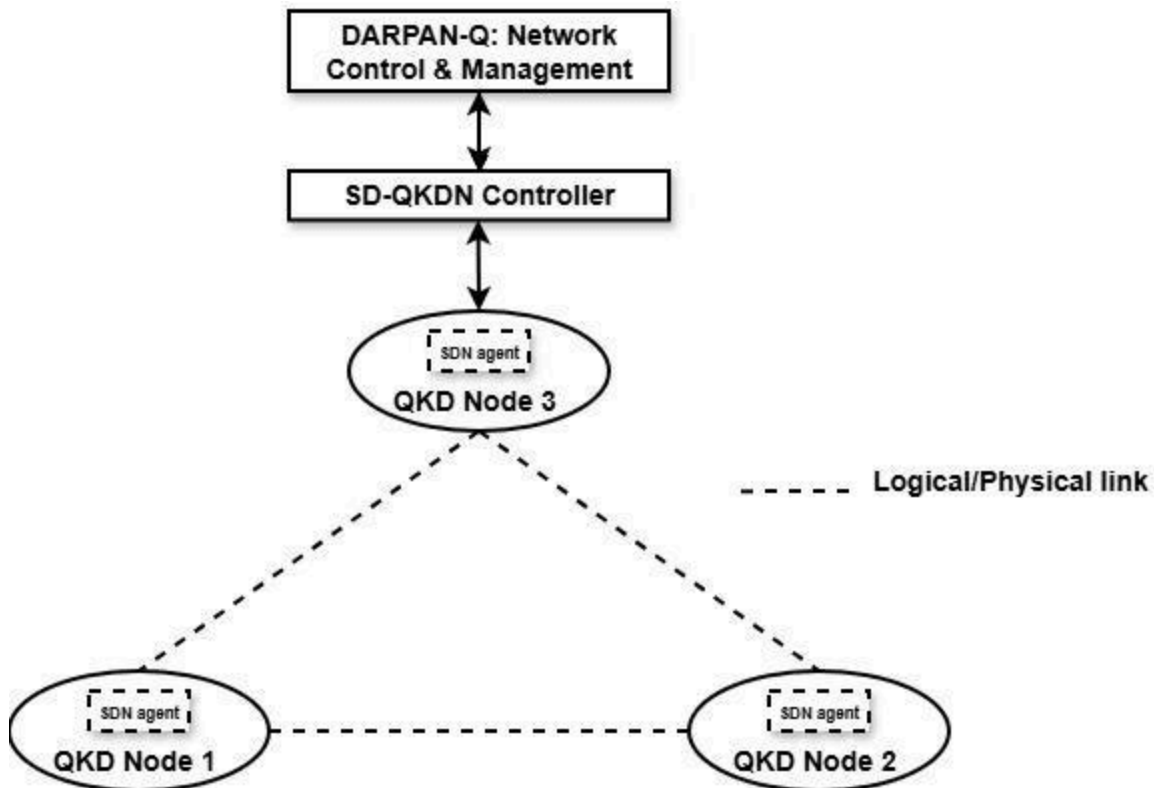 DARPAN-Q: Network
Control & Management
SD-QKDN Controller
SDN agent
QKD Node 3
Logical/Physical link
SDN agent
QKD Node 1
SDN agent
QKD Node 2